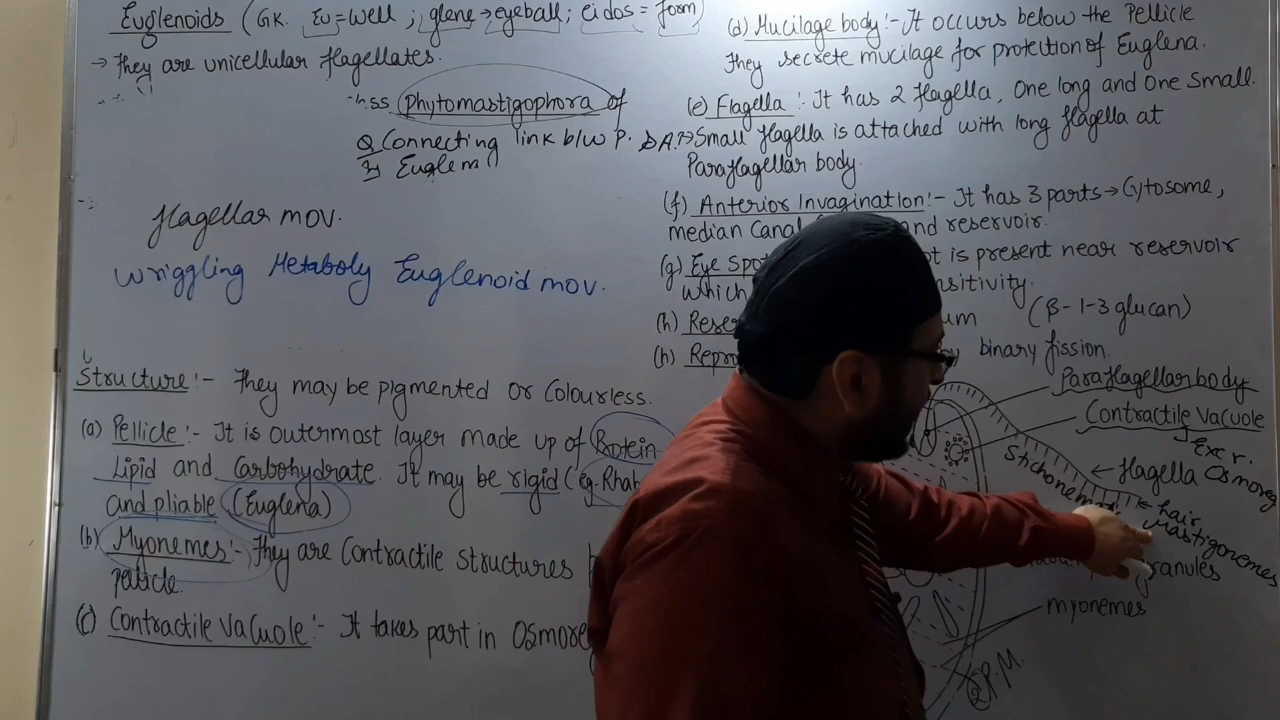 Euglenoids (GK. Eu=well ; glene→eyeball; eidos = form)
→ They are unicellular flagellates.
ss (phytomastigophora of
Q Connecting link b/w P. & A.?
Euglena
flagellar mov.
wriggling Metaboly Euglenoid mov.
Structure :- They may be pigmented or Colourless.
(a) Pellicle :- It is outermost layer made up of Protein
Lipid and Carbohydrate. It may be rigid (eg. Rhab
and pliable (Euglena)
(b) Myonemes :- They are Contractile structures
pellicle.
(c) Contractile Vacuole :- It takes part in Osmore
(d) Mucilage body :- It occurs below the Pellicle
They secrete mucilage for protection of Euglena.
(e) Flagella :- It has 2 flagella, One long and One Small.
→ Small flagella is attached with long flagella at
Paraflagellar body.
(f) Anterior Invagination :- It has 3 parts → Cytosome,
median Canal and reservoir.
(g) Eye Spot is present near reservoir
which sitivity.
(h) Rese um (β-1-3 glucan)
(h) Repro binary fission.
Paraflagellar body
Contractile Vacuole
exc r.
Flagella Osmoreg
Stichonema
hair
mastigonemes
ranules
myonemes
2 P.M.